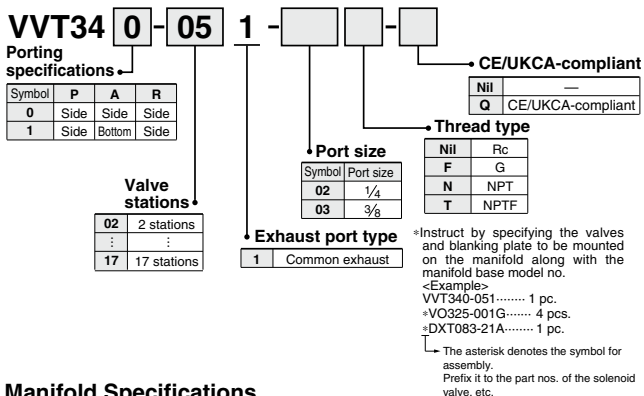 VVT34 0 - 05 1 - -
Porting specifications
Symbol P A R
0 Side Side Side
1 Side Bottom Side
Valve stations
02 2 stations
⋮ ⋮
17 17 stations
Exhaust port type
1 Common exhaust
Port size
Symbol Port size
02 1/4
03 3/8
Thread type
Nil Rc
F G
N NPT
T NPTF
CE/UKCA-compliant
Nil —
Q CE/UKCA-compliant
*Instruct by specifying the valves
and blanking plate to be mounted
on the manifold along with the
manifold base model no.
<Example>
VVT340-051········ 1 pc.
*VO325-001G······· 4 pcs.
*DXT083-21A········ 1 pc.
The asterisk denotes the symbol for
assembly.
Prefix it to the part nos. of the solenoid
valve, etc.
Manifold Specifications